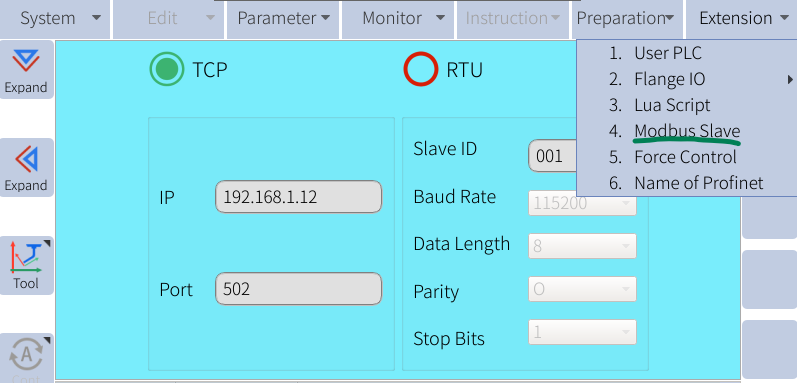 System Edit Parameter Monitor Instruction Preparation Extension
Expand
Expand
Tool
Cont
TCP
RTU
IP 192.168.1.12
Port 502
Slave ID 001
Baud Rate 115200
Data Length 8
Parity O
Stop Bits 1
1. User PLC
2. Flange IO
3. Lua Script
4. Modbus Slave
5. Force Control
6. Name of Profinet